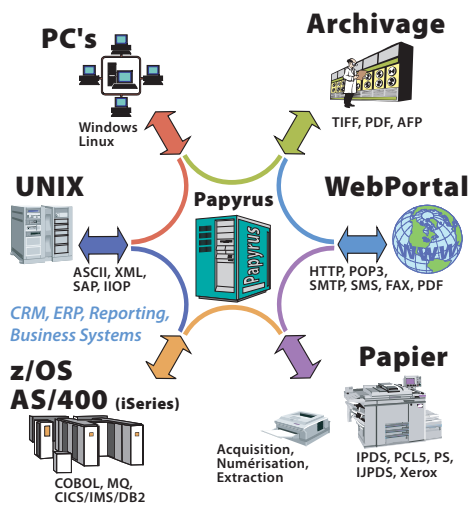 PC's
Windows
Linux
Archivage
TIFF, PDF, AFP
UNIX
ASCII, XML,
SAP, IIOP
CRM, ERP, Reporting,
Business Systems
Papyrus
Papyrus
WebPortal
WWW
HTTP, POP3,
SMTP, SMS, FAX, PDF
z/OS
AS/400 (iSeries)
COBOL, MQ,
CICS/IMS/DB2
Acquisition,
Numérisation,
Extraction
Papier
IPDS, PCL5, PS,
IJPDS, Xerox